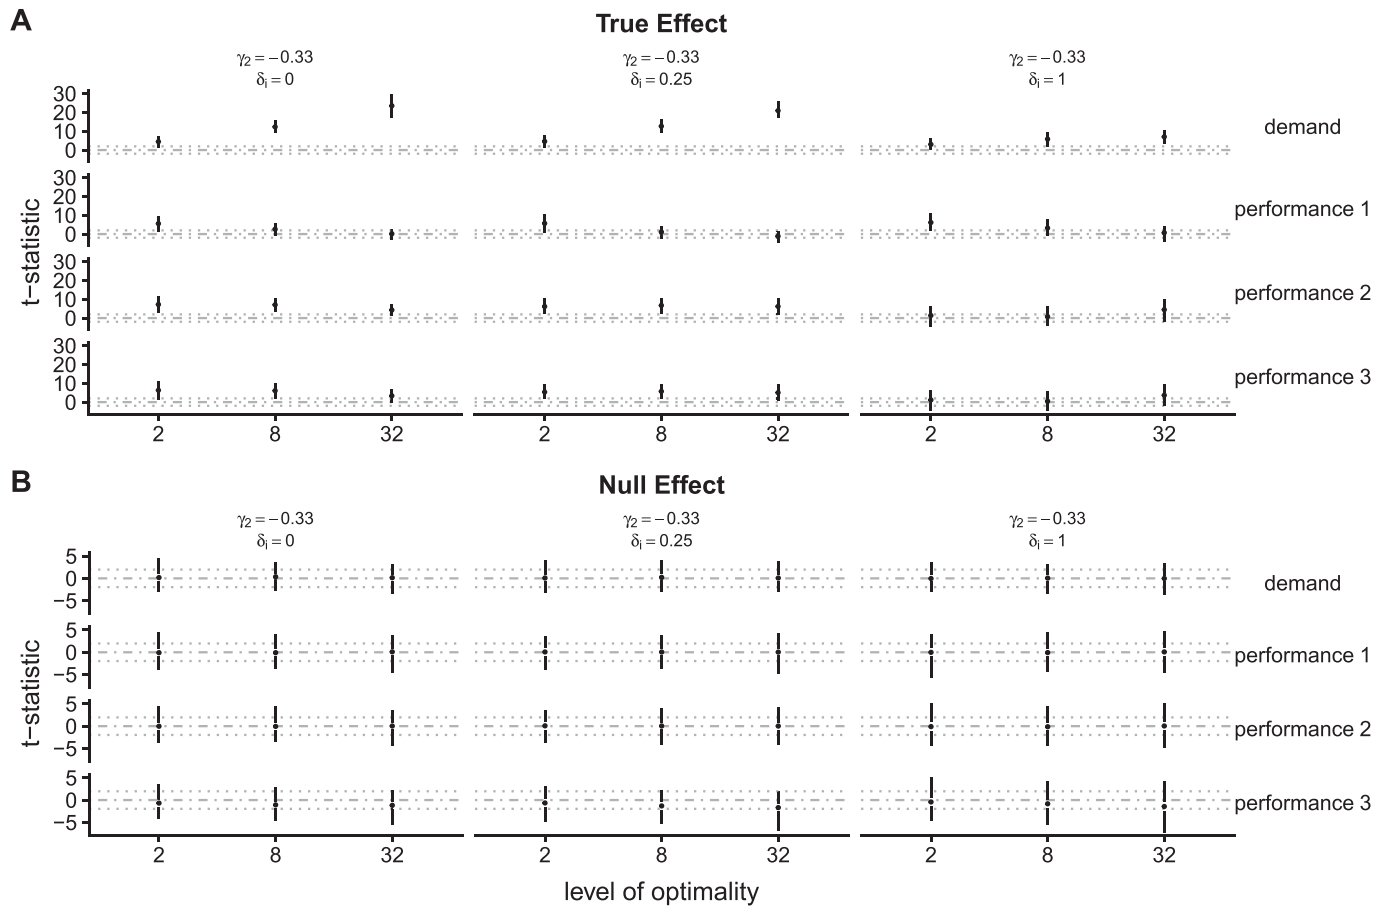 A
True Effect
γ2 = −0.33 γ2 = −0.33 γ2 = −0.33
δi = 0 δi = 0.25 δi = 1
30
20
10
0
demand
30
20
10
0
performance 1
30
20
10
0
performance 2
30
20
10
0
performance 3
t−statistic
2 8 32 2 8 32 2 8 32
B
Null Effect
γ2 = −0.33 γ2 = −0.33 γ2 = −0.33
δi = 0 δi = 0.25 δi = 1
5
0
−5
demand
5
0
−5
performance 1
5
0
−5
performance 2
5
0
−5
performance 3
t−statistic
2 8 32 2 8 32 2 8 32
level of optimality